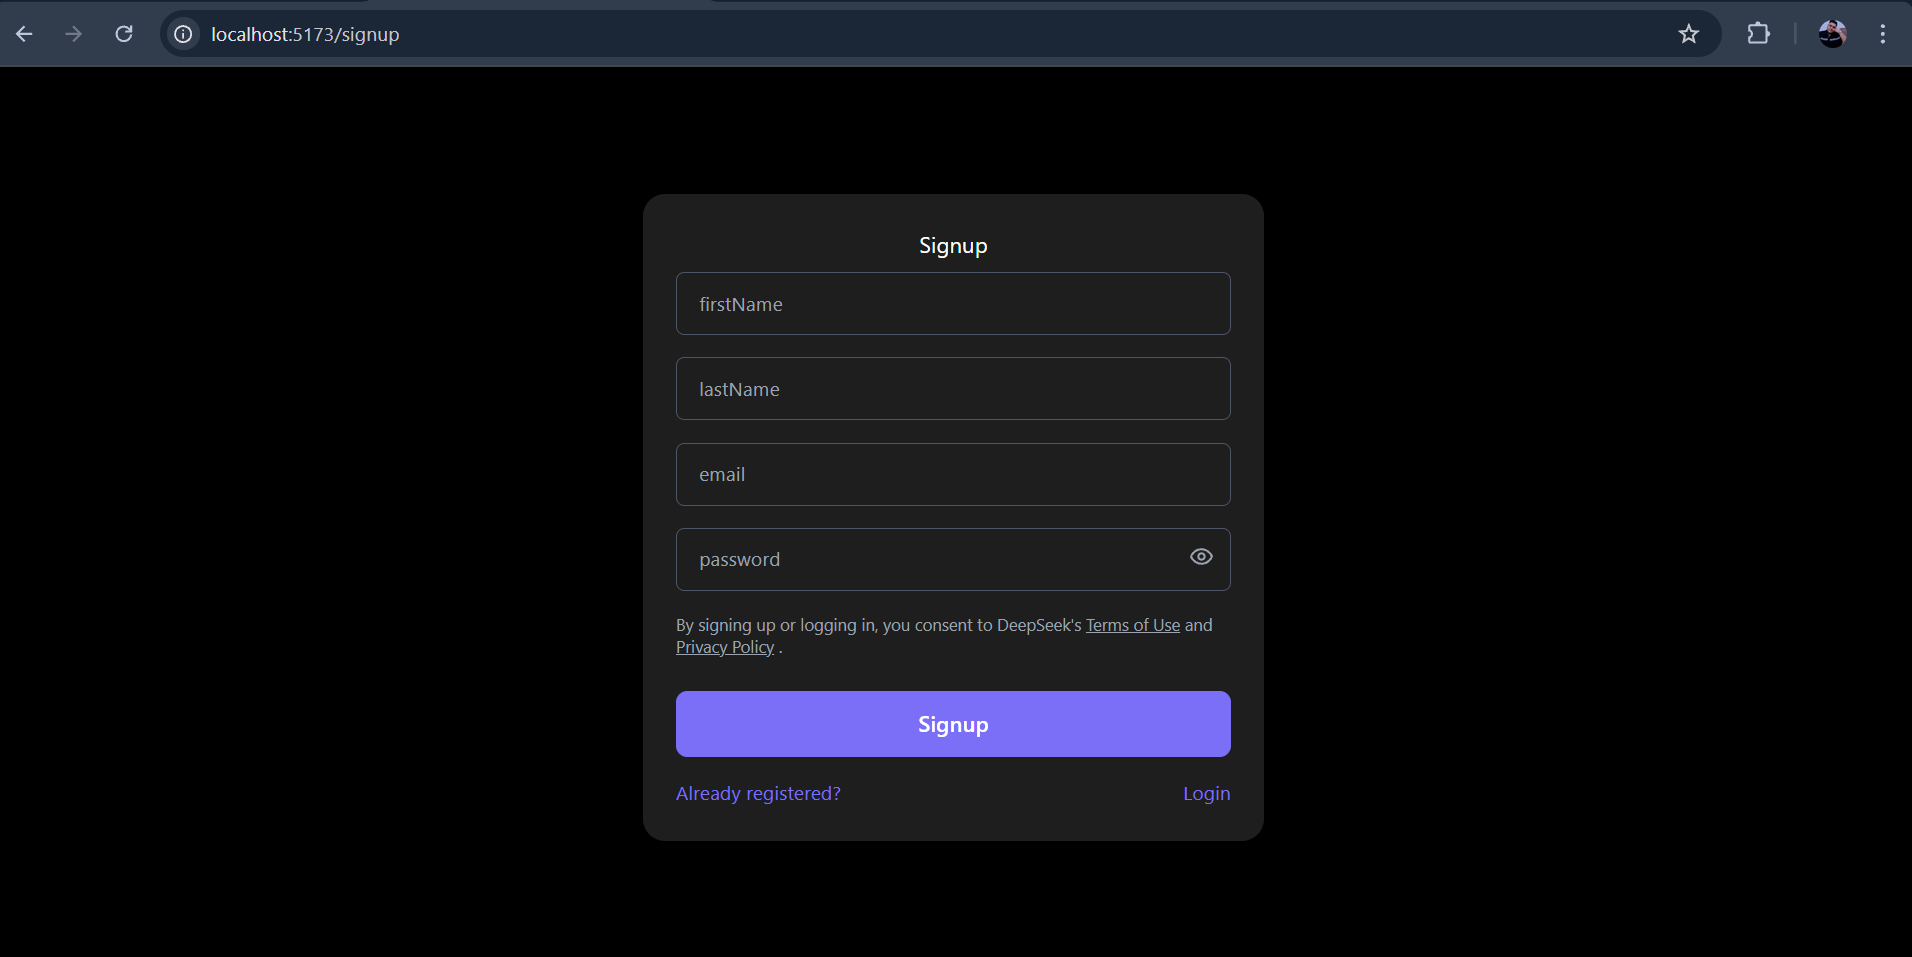 localhost:5173/signup
Signup
firstName
lastName
email
password
By signing up or logging in, you consent to DeepSeek's Terms of Use and
Privacy Policy .
Signup
Already registered? Login